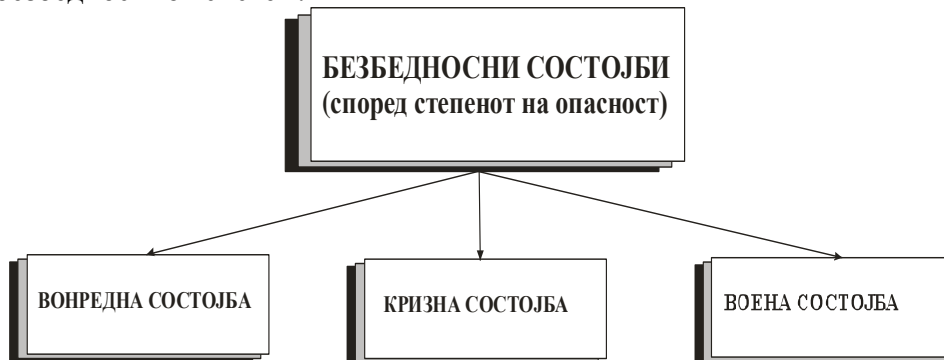 БЕЗБЕДНОСНИ СОСТОЈБИ
(според степенот на опасност)
ВОНРЕДНА СОСТОЈБА
КРИЗНА СОСТОЈБА
ВОЕНА СОСТОЈБА